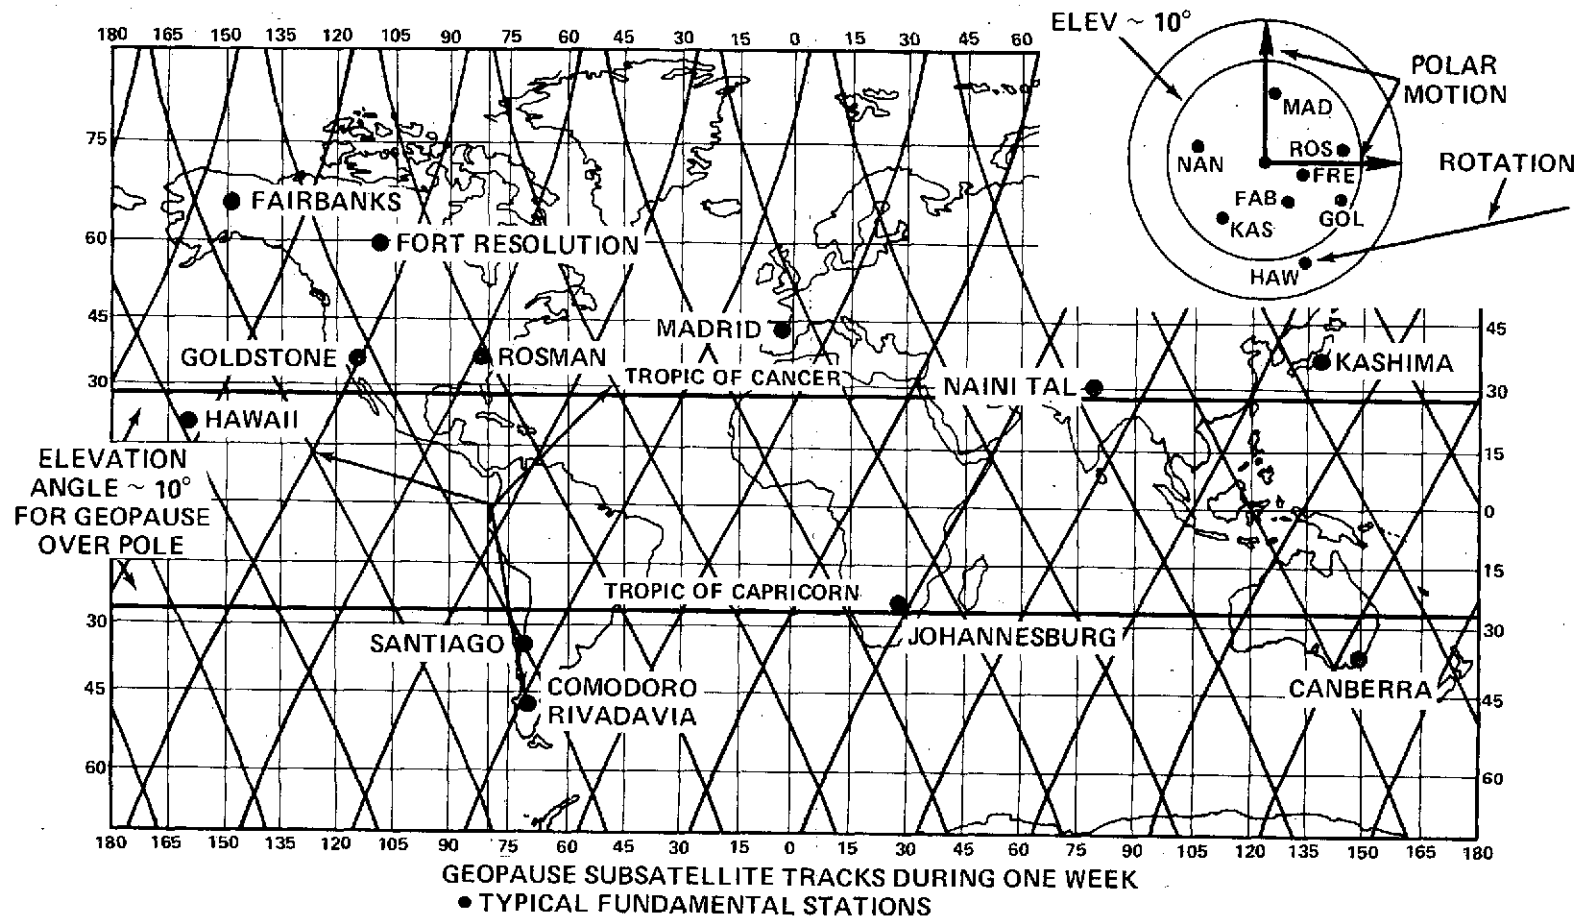 180 165 150 135 120 105 90 75 60 45 30 15 0 15 30 45 60
ELEV ~ 10°
POLAR
MOTION
MAD
ROS
NAN
FRE
ROTATION
FAB
GOL
KAS
HAW
75
FAIRBANKS
60
FORT RESOLUTION
45
MADRID
45
GOLDSTONE
ROSMAN
KASHIMA
TROPIC OF CANCER
NAINI TAL
30
30
HAWAII
ELEVATION
ANGLE ~ 10°
FOR GEOPAUSE
OVER POLE
15
0
15
TROPIC OF CAPRICORN
30
30
SANTIAGO
JOHANNESBURG
45
COMODORO
RIVADAVIA
CANBERRA
45
60
60
180 165 150 135 120 105 90 75 60 45 30 15 0 15 30 45 60 75 90 105 120 135 150 165 180
GEOPAUSE SUBSATELLITE TRACKS DURING ONE WEEK
● TYPICAL FUNDAMENTAL STATIONS